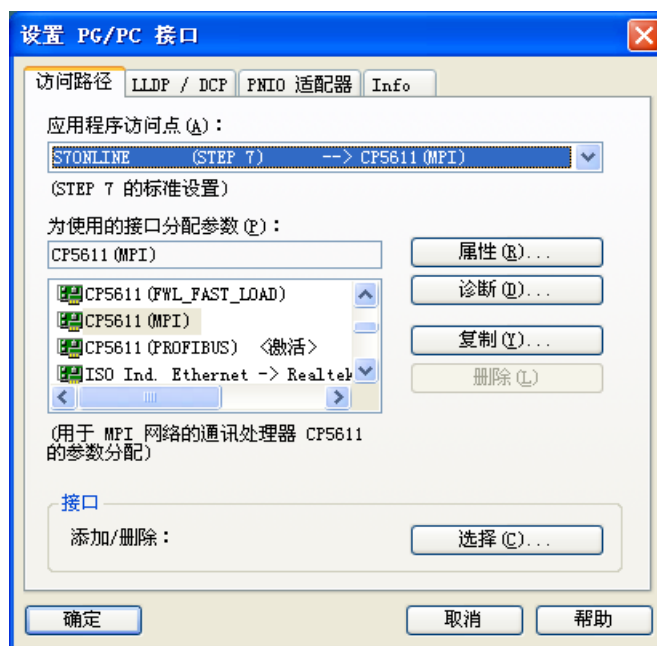 设置 PG/PC 接口
访问路径 LLDP / DCP PNIO 适配器 Info
应用程序访问点(A)：
S7ONLINE (STEP 7) --> CP5611(MPI)
(STEP 7 的标准设置)
为使用的接口分配参数(P)：
CP5611(MPI)
属性(R)...
CP5611(FWL_FAST_LOAD)
诊断(D)...
CP5611(MPI)
复制(Y)...
CP5611(PROFIBUS) <激活>
ISO Ind. Ethernet -> Realtek
删除(L)
(用于 MPI 网络的通讯处理器 CP5611
的参数分配)
接口
添加/删除：
选择(C)...
确定 取消 帮助